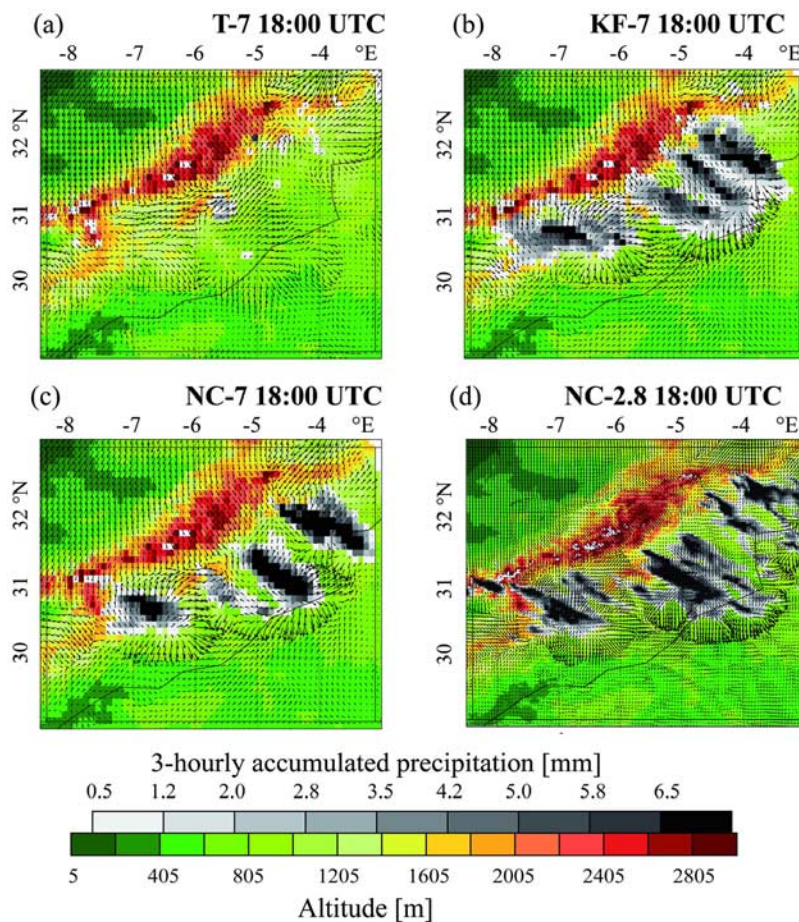 (a) T-7 18:00 UTC
-8 -7 -6 -5 -4 °E
32 °N
31
30
(b) KF-7 18:00 UTC
-8 -7 -6 -5 -4 °E
32 °N
31
30
(c) NC-7 18:00 UTC
-8 -7 -6 -5 -4 °E
32 °N
31
30
(d) NC-2.8 18:00 UTC
-8 -7 -6 -5 -4 °E
32 °N
31
30
3-hourly accumulated precipitation [mm]
0.5 1.2 2.0 2.8 3.5 4.2 5.0 5.8 6.5
5 405 805 1205 1605 2005 2405 2805
Altitude [m]